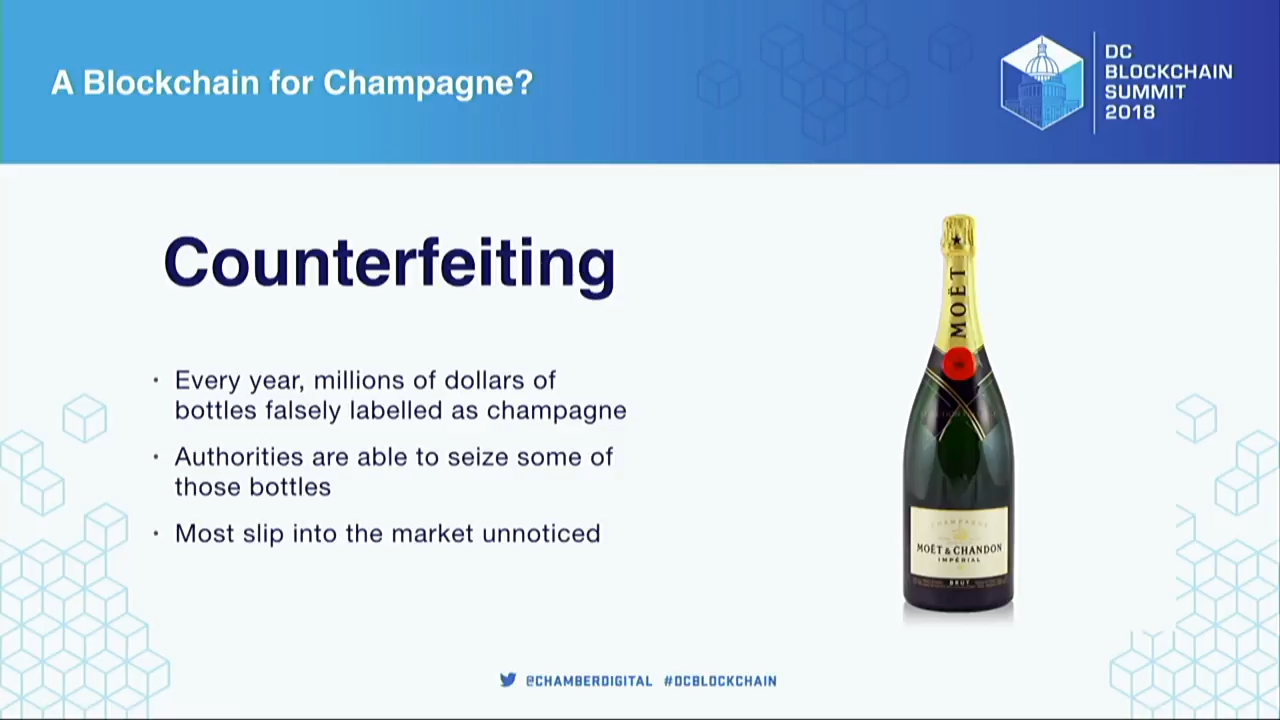 A Blockchain for Champagne?
DC
BLOCKCHAIN
SUMMIT
2018
Counterfeiting
• Every year, millions of dollars of
bottles falsely labelled as champagne
• Authorities are able to seize some of
those bottles
• Most slip into the market unnoticed
MOËT
CHAMPAGNE
MOËT & CHANDON
IMPÉRIAL
BRUT
@CHAMBERDIGITAL #DCBLOCKCHAIN